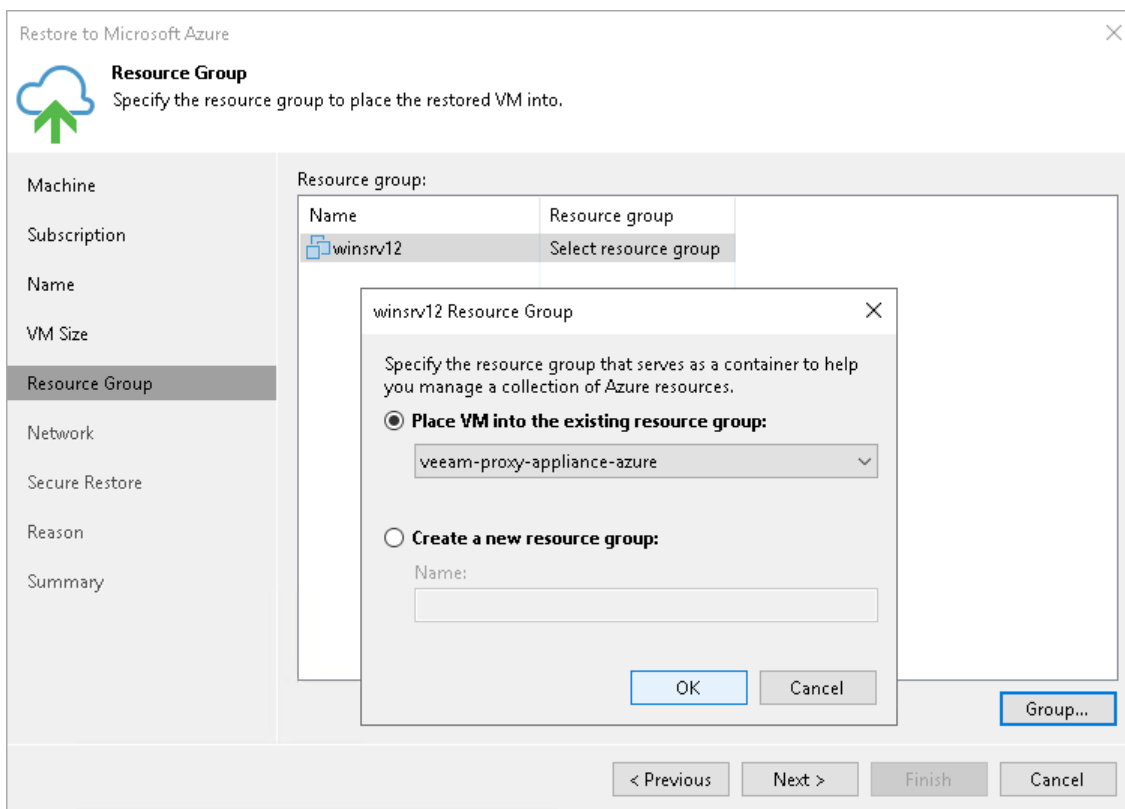 Restore to Microsoft Azure
Resource Group
Specify the resource group to place the restored VM into.
Machine
Subscription
Name
VM Size
Resource Group
Network
Secure Restore
Reason
Summary
Resource group:
Name Resource group
winsrv12 Select resource group
winsrv12 Resource Group
Specify the resource group that serves as a container to help
you manage a collection of Azure resources.
Place VM into the existing resource group:
veeam-proxy-appliance-azure
Create a new resource group:
Name:
OK Cancel
Group...
< Previous Next > Finish Cancel